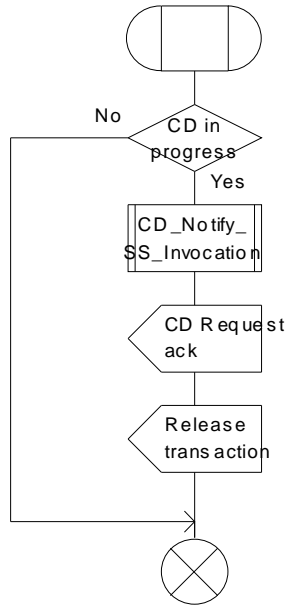 No
CD in
progress
Yes
CD_Notify_
SS_Invocation
CD Request
ack
Release
transaction